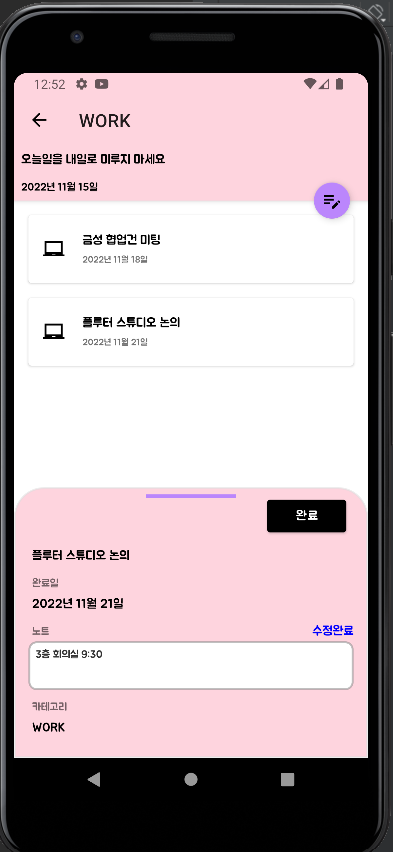 12:52
WORK
오늘일을 내일로 미루지 마세요
2022년 11월 15일
금성 협업건 미팅
2022년 11월 18일
플루터 스튜디오 논의
2022년 11월 21일
완료
플루터 스튜디오 논의
완료일
2022년 11월 21일
노트
수정완료
3층 회의실 9:30
카테고리
WORK